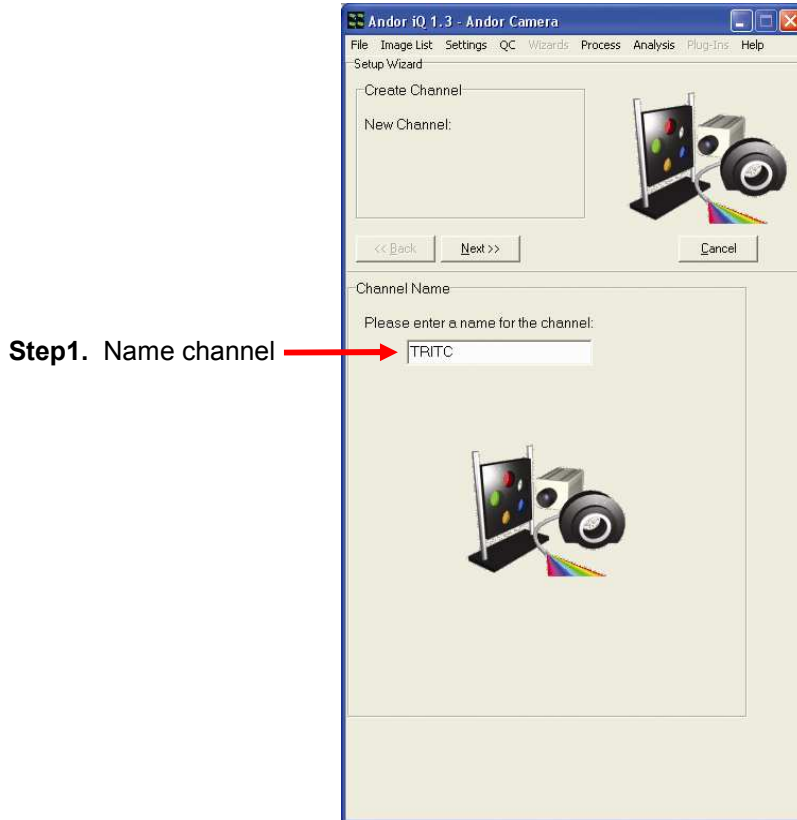 Andor iQ 1.3 - Andor Camera
File Image List Settings QC Wizards Process Analysis Plug-Ins Help
Setup Wizard
Create Channel
New Channel:
<< Back Next >> Cancel
Channel Name
Please enter a name for the channel:
Step1. Name channel
TRITC